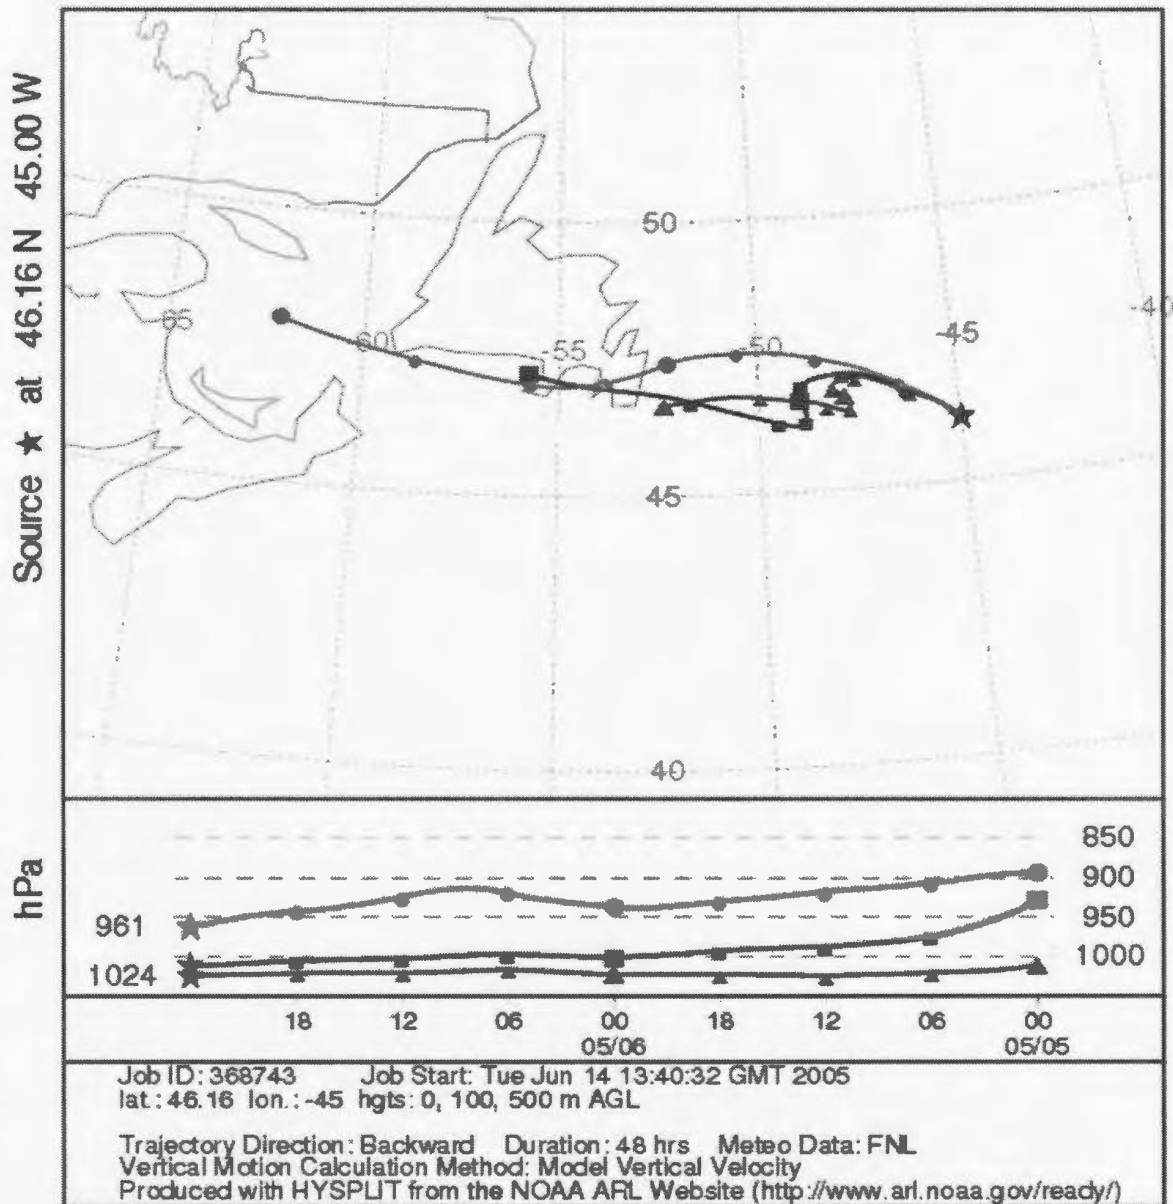 Source ★ at 46.16 N 45.00 W
50
-40
-45
65
60
-55
-50
45
40
hPa
850
900
950
961
1000
1024
18 12 06 00 18 12 06 00
05/06 05/05
Job ID: 368743 Job Start: Tue Jun 14 13:40:32 GMT 2005
lat.: 46.16 lon.: -45 hgts: 0, 100, 500 m AGL
Trajectory Direction: Backward Duration: 48 hrs Meteo Data: FNL
Vertical Motion Calculation Method: Model Vertical Velocity
Produced with HYSPLIT from the NOAA ARL Website (http://www.arl.noaa.gov/ready/)